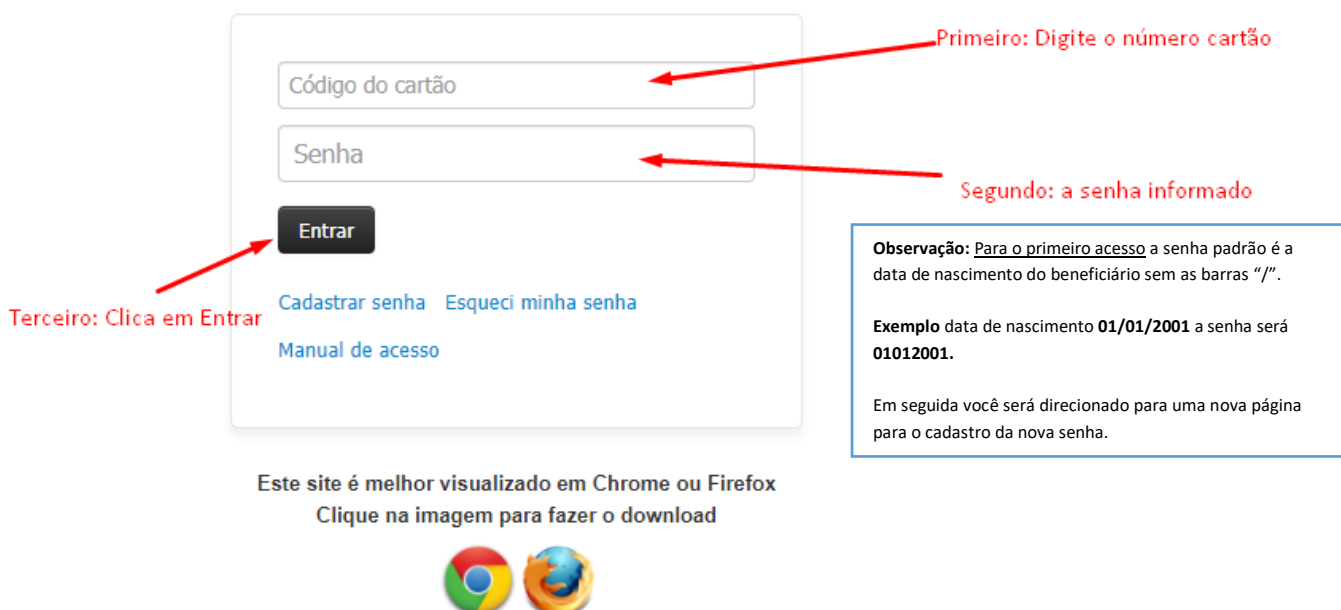 Primeiro: Digite o número cartão
Código do cartão
Senha
Segundo: a senha informado
Entrar
Terceiro: Clica em Entrar
Cadastrar senha Esqueci minha senha
Manual de acesso
Observação: Para o primeiro acesso a senha padrão é a
data de nascimento do beneficiário sem as barras “/”.
Exemplo data de nascimento 01/01/2001 a senha será
01012001.
Em seguida você será direcionado para uma nova página
para o cadastro da nova senha.
Este site é melhor visualizado em Chrome ou Firefox
Clique na imagem para fazer o download